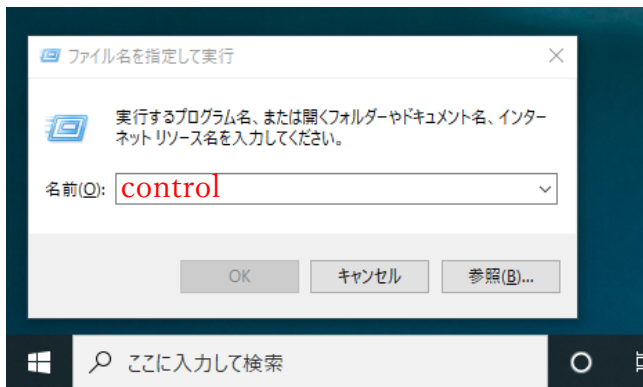 ファイル名を指定して実行
実行するプログラム名、または開くフォルダーやドキュメント名、インター
ネット リソース名を入力してください。
名前(O): control
OK キャンセル 参照(B)...
ここに入力して検索